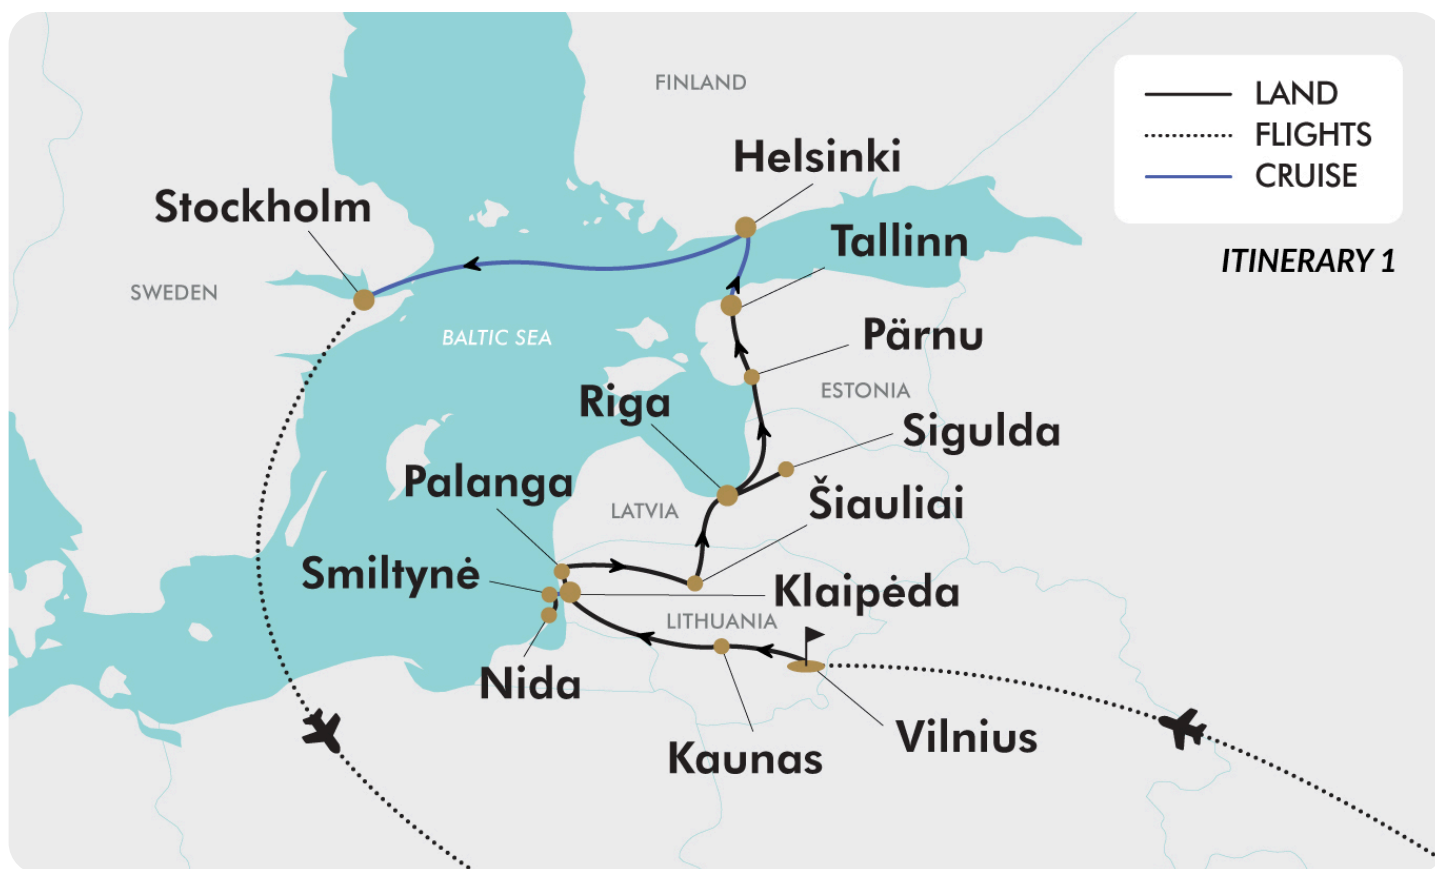 FINLAND
LAND
FLIGHTS
CRUISE
Helsinki
Stockholm
Tallinn
ITINERARY 1
SWEDEN
BALTIC SEA
Pärnu
ESTONIA
Riga
Sigulda
Palanga
LATVIA
Šiauliai
Smiltynė
Klaipėda
LITHUANIA
Nida
Vilnius
Kaunas